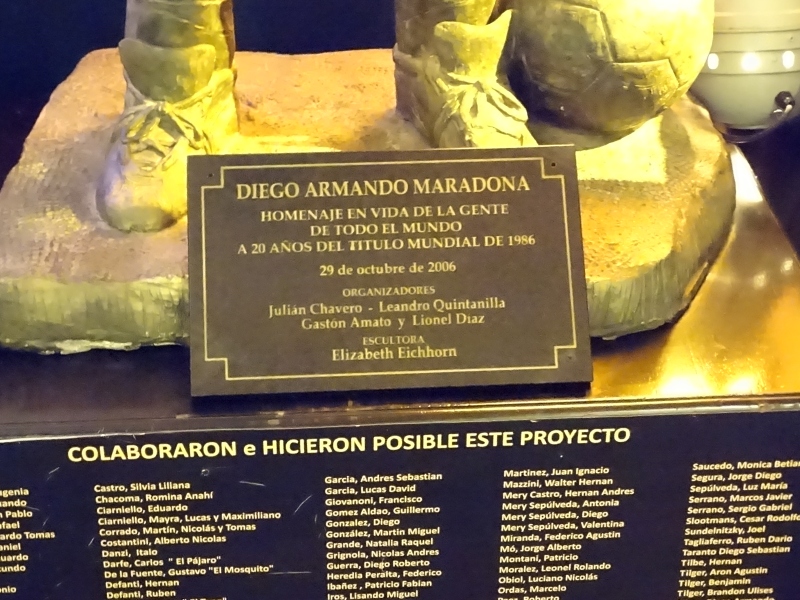 DIEGO ARMANDO MARADONA
HOMENAJE EN VIDA DE LA GENTE
DE TODO EL MUNDO
A 20 AÑOS DEL TITULO MUNDIAL DE 1986
29 de octubre de 2006
ORGANIZADORES
Julián Chavero - Leandro Quintanilla
Gastón Amato y Lionel Díaz
ESCULTORA
Elizabeth Eichhorn
COLABORARON e HICIERON POSIBLE ESTE PROYECTO
Pablo
Tomas
Castro, Silvia Liliana
Chacoma, Romina Anahí
Ciarniello, Eduardo
Ciarniello, Mayra, Lucas y Maximiliano
Corrado, Martin, Nicolás y Tomas
Costantini, Alberto Nicolas
Danzi, Italo
Darfe, Carlos " El Pájaro"
De la Fuente, Gustavo "El Mosquito"
Defanti, Hernan
Defanti, Ruben
Garcia, Andres Sebastian
Garcia, Lucas David
Giovanoni, Francisco
Gomez Aldao, Guillermo
Gonzalez, Diego
González, Martín Miguel
Grande, Natalia Raquel
Grignola, Nicolas Andres
Guerra, Diego Roberto
Heredia Peralta, Federico
Ibañez, Patricio Fabian
Iros, Lisando Miguel
Martinez, Juan Ignacio
Mazzini, Walter Hernan
Mery Castro, Hernan Andres
Mery Sepúlveda, Antonia
Mery Sepúlveda, Diego
Mery Sepúlveda, Valentina
Miranda, Federico Agustin
Mó, Jorge Alberto
Montani, Patricio
Moralez, Leonel Rolando
Obiol, Luciano Nicolás
Ordas, Marcelo
Roberto
Saucedo, Monica
Segura, Jorge Diego
Sepúlveda, Luz María
Serrano, Marcos Javier
Serrano, Sergio Gabriel
Slootmans, Cesar Rodolfo
Sundelnitzky, Joel
Tagliaferro, Ruben Dario
Taranto Diego Sebastian
Tilbe, Hernan
Tilger, Aron Agustin
Tilger, Benjamin
Tilger, Brandon Ulises